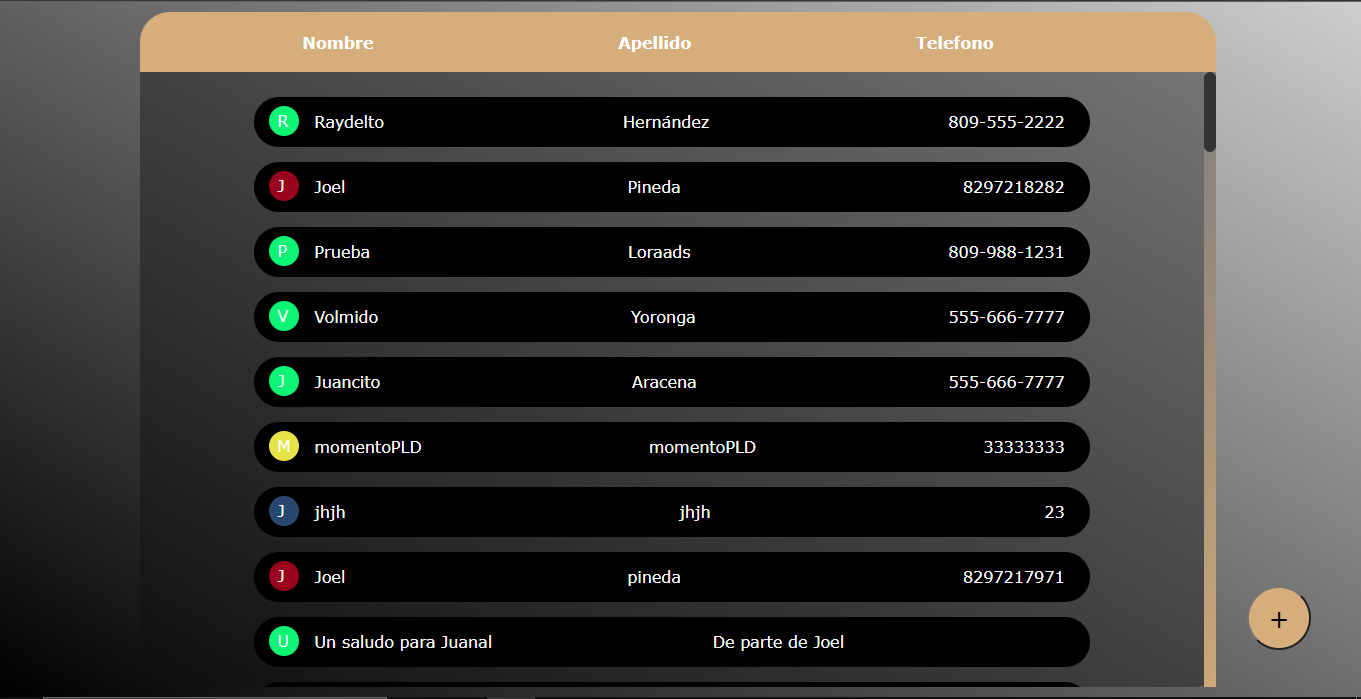 Nombre Apellido Telefono
R Raydelto Hernández 809-555-2222
J Joel Pineda 8297218282
P Prueba Loraads 809-988-1231
V Volmido Yoronga 555-666-7777
J Juancito Aracena 555-666-7777
M momentoPLD momentoPLD 33333333
J jhjh jhjh 23
J Joel pineda 8297217971
U Un saludo para Juanal De parte de Joel
+